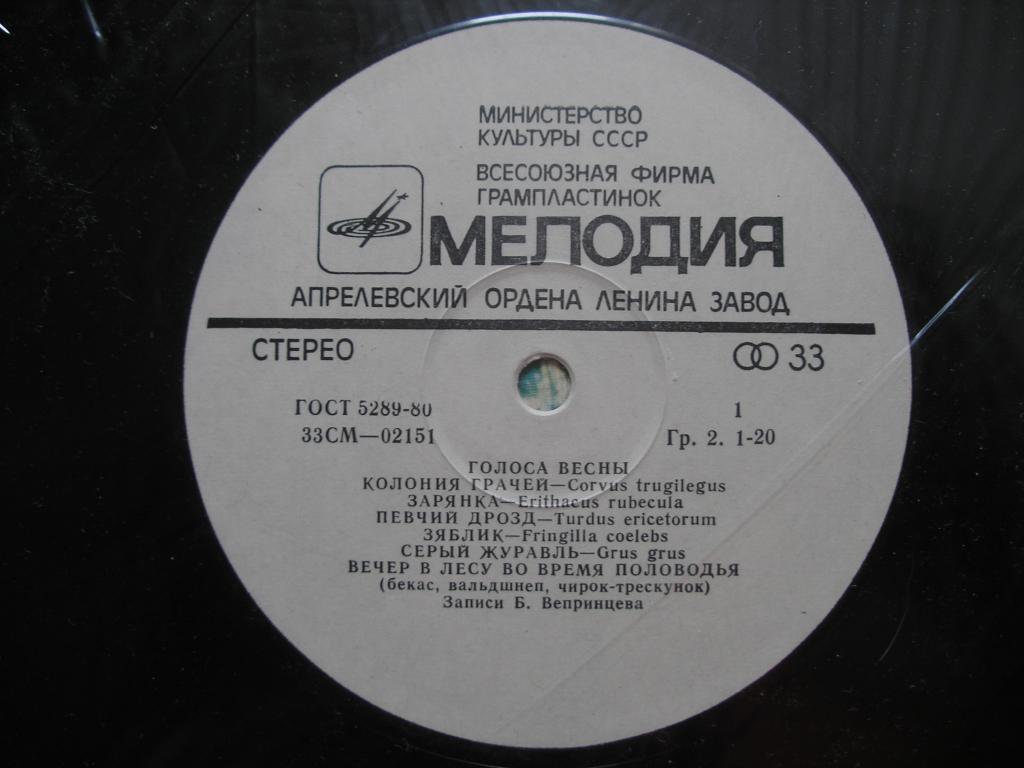 МИНИСТЕРСТВО
КУЛЬТУРЫ СССР
ВСЕСОЮЗНАЯ ФИРМА
ГРАМПЛАСТИНОК
МЕЛОДИЯ
АПРЕЛЕВСКИЙ ОРДЕНА ЛЕНИНА ЗАВОД
СТЕРЕО 33
ГОСТ 5289-80 1
33СМ—02151 Гр. 2. 1-20
ГОЛОСА ВЕСНЫ
КОЛОНИЯ ГРАЧЕЙ—Corvus trugilegus
ЗАРЯНКА—Erithacus rubecula
ПЕВЧИЙ ДРОЗД—Turdus ericetorum
ЗЯБЛИК—Fringilla coelebs
СЕРЫЙ ЖУРАВЛЬ—Grus grus
ВЕЧЕР В ЛЕСУ ВО ВРЕМЯ ПОЛОВОДЬЯ
(бекас, вальдшнеп, чирок-трескунок)
Записи Б. Вепринцева